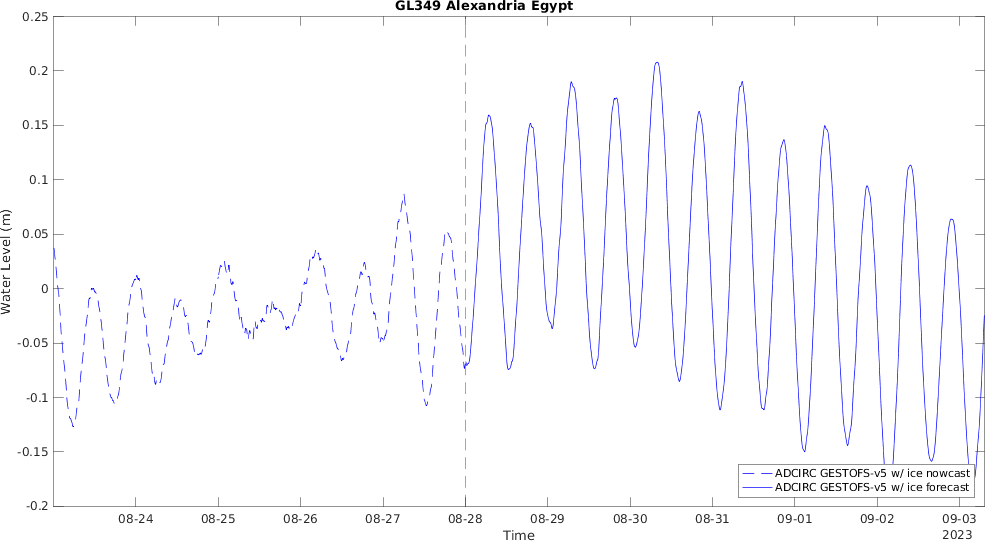 GL349 Alexandria Egypt
0.25
0.2
0.15
0.1
0.05
0
-0.05
-0.1
-0.15
-0.2
Water Level (m)
ADCIRC GESTOFS-v5 w/ ice nowcast
ADCIRC GESTOFS-v5 w/ ice forecast
08-24 08-25 08-26 08-27 08-28 08-29 08-30 08-31 09-01 09-02 09-03
2023
Time